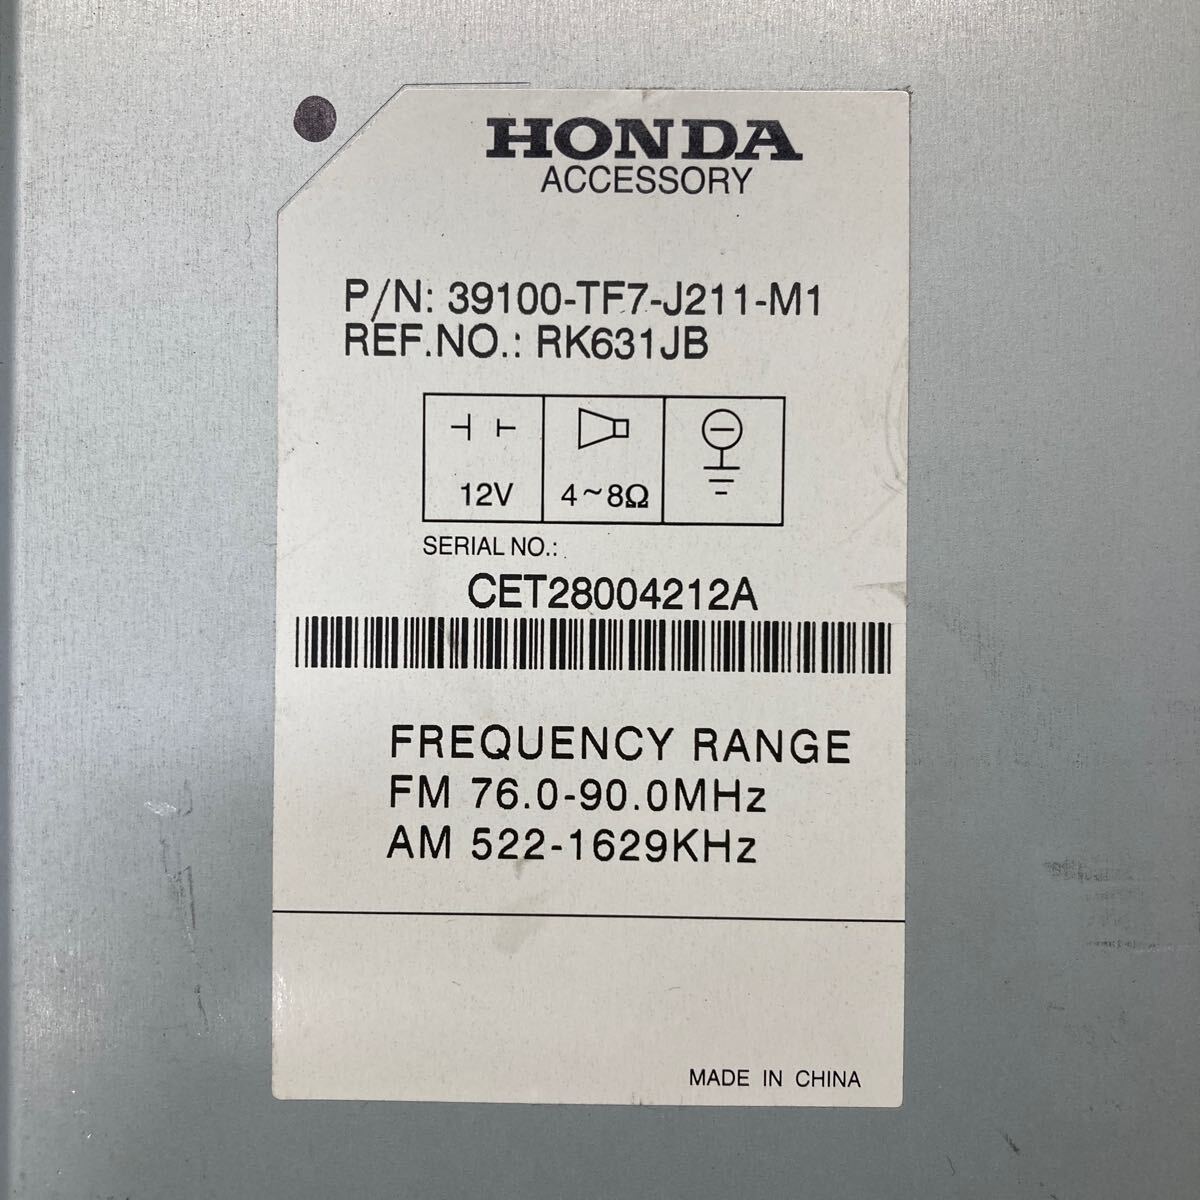 HONDA
ACCESSORY
P/N: 39100-TF7-J211-M1
REF.NO.: RK631JB
12V
4~8Ω
SERIAL NO.:
CET28004212A
FREQUENCY RANGE
FM 76.0-90.0MHz
AM 522-1629KHz
MADE IN CHINA